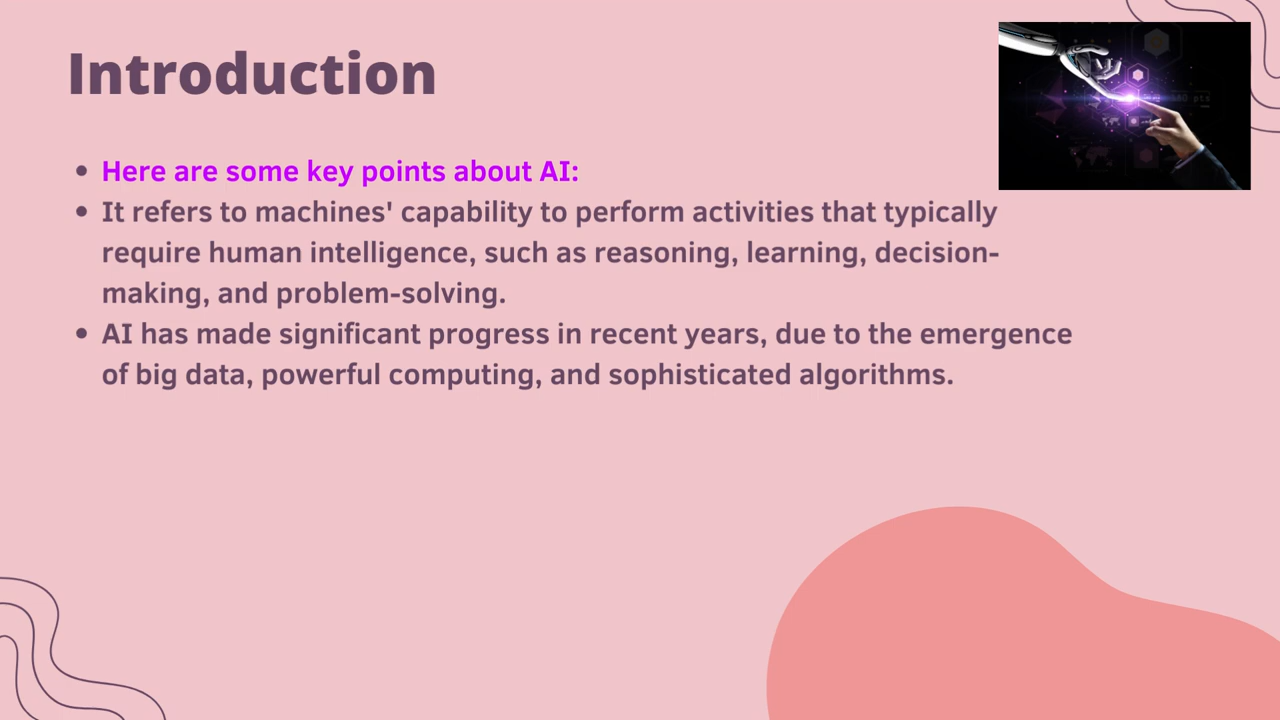 Introduction
• Here are some key points about AI:
• It refers to machines' capability to perform activities that typically
require human intelligence, such as reasoning, learning, decision-
making, and problem-solving.
• AI has made significant progress in recent years, due to the emergence
of big data, powerful computing, and sophisticated algorithms.